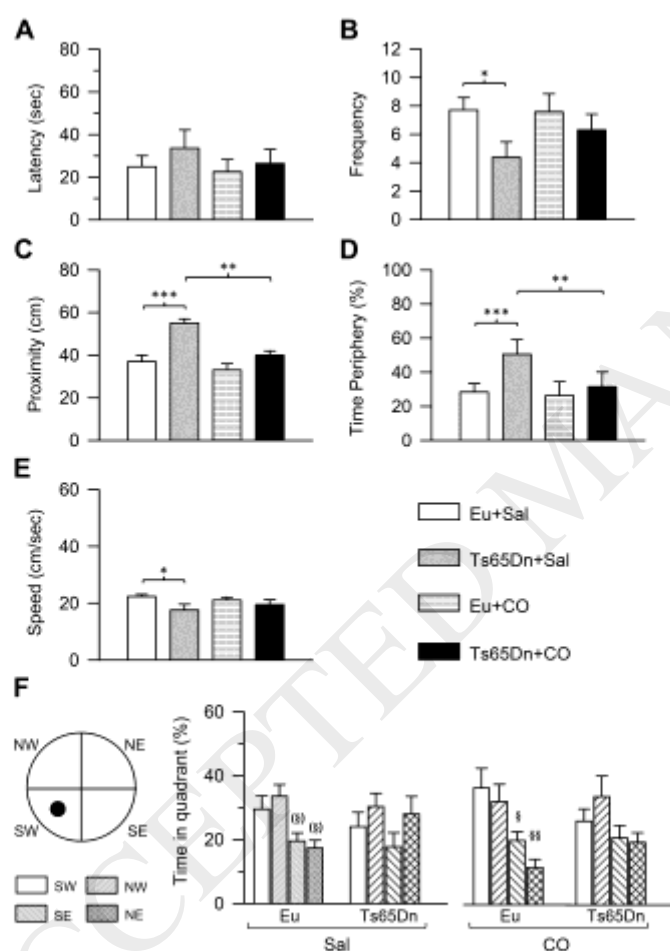 A
Latency (sec)
80
60
40
20
0
B
Frequency
12
10
8
6
4
2
0
*
C
Proximity (cm)
80
60
40
20
0
***
**
D
Time Periphery (%)
100
80
60
40
20
0
***
**
E
Speed (cm/sec)
60
40
20
0
*
Eu+Sal
Ts65Dn+Sal
Eu+CO
Ts65Dn+CO
F
NW NE
SW SE
SW NW
SE NE
Time in quadrant (%)
60
40
20
0
(§) (§)
Eu Ts65Dn
Sal
§ §§
Eu Ts65Dn
CO
CCEPTED MAN